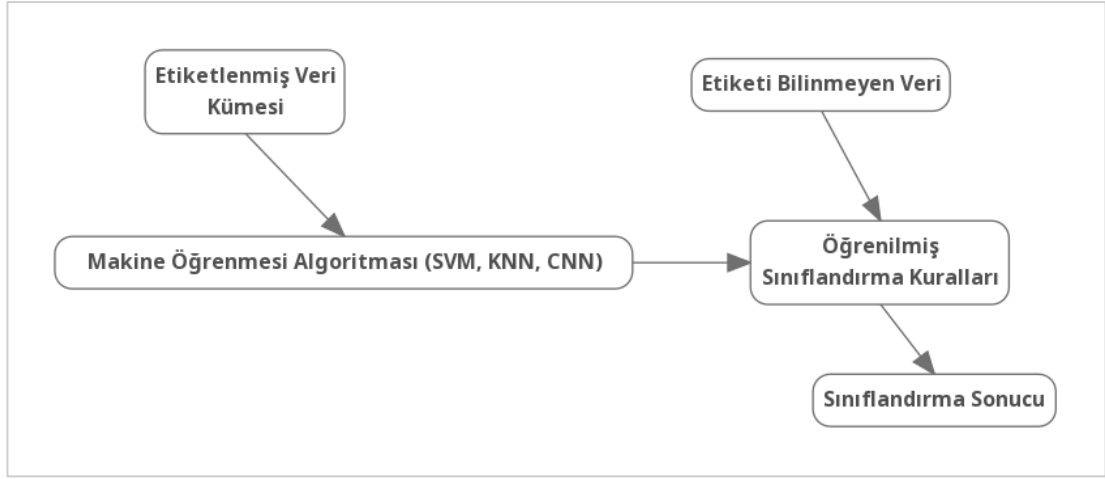 Etiketlenmiş Veri
Kümesi
Etiketi Bilinmeyen Veri
Makine Öğrenmesi Algoritması (SVM, KNN, CNN)
Öğrenilmiş
Sınıflandırma Kuralları
Sınıflandırma Sonucu